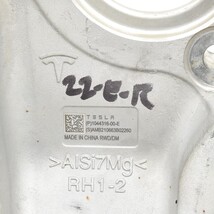 22-E-R
TESLA
(P)1044316-00-E
MADE IN CHINA RWD/DM
>AlSi7Mg<
RH1-2